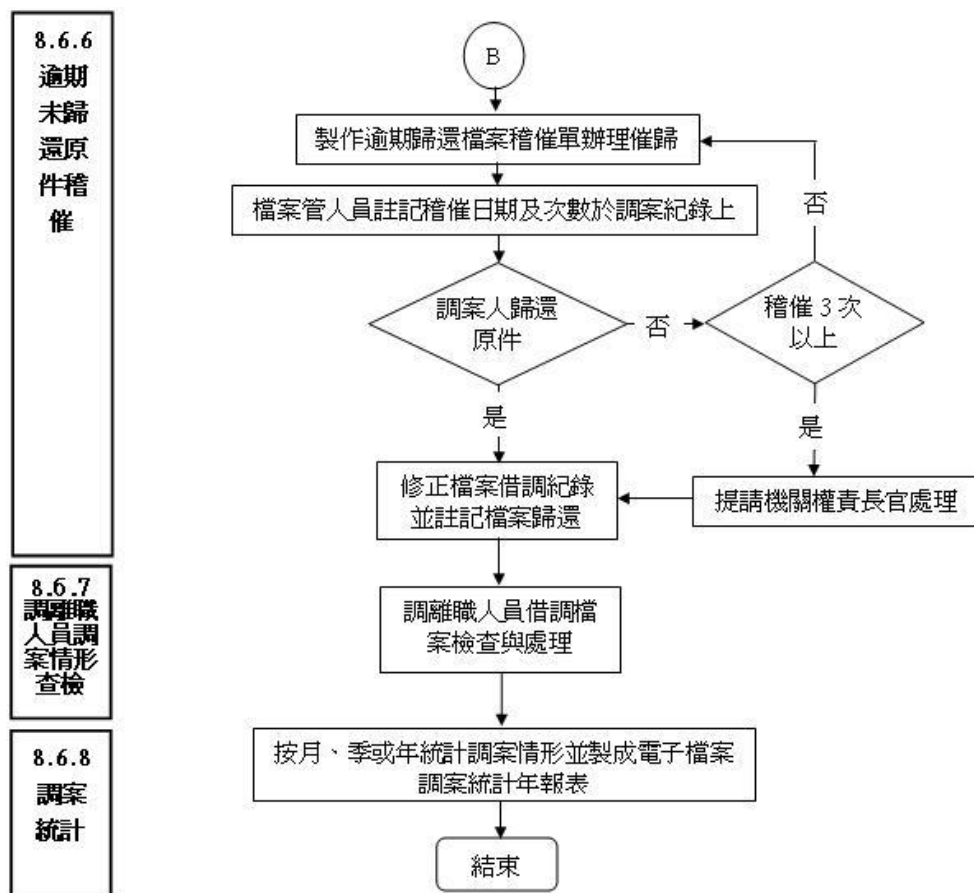 8.6.6
逾期
未歸
還原
件稽
催
B
製作逾期歸還檔案稽催單辦理催歸
檔案管人員註記稽催日期及次數於調案紀錄上
否
調案人歸還
原件
否
稽催 3 次
以上
是
是
修正檔案借調紀錄
並註記檔案歸還
提請機關權責長官處理
8.6.7
調離職
人員調
案情形
查檢
調離職人員借調檔
案檢查與處理
8.6.8
調案
統計
按月、季或年統計調案情形並製成電子檔案
調案統計年報表
結束